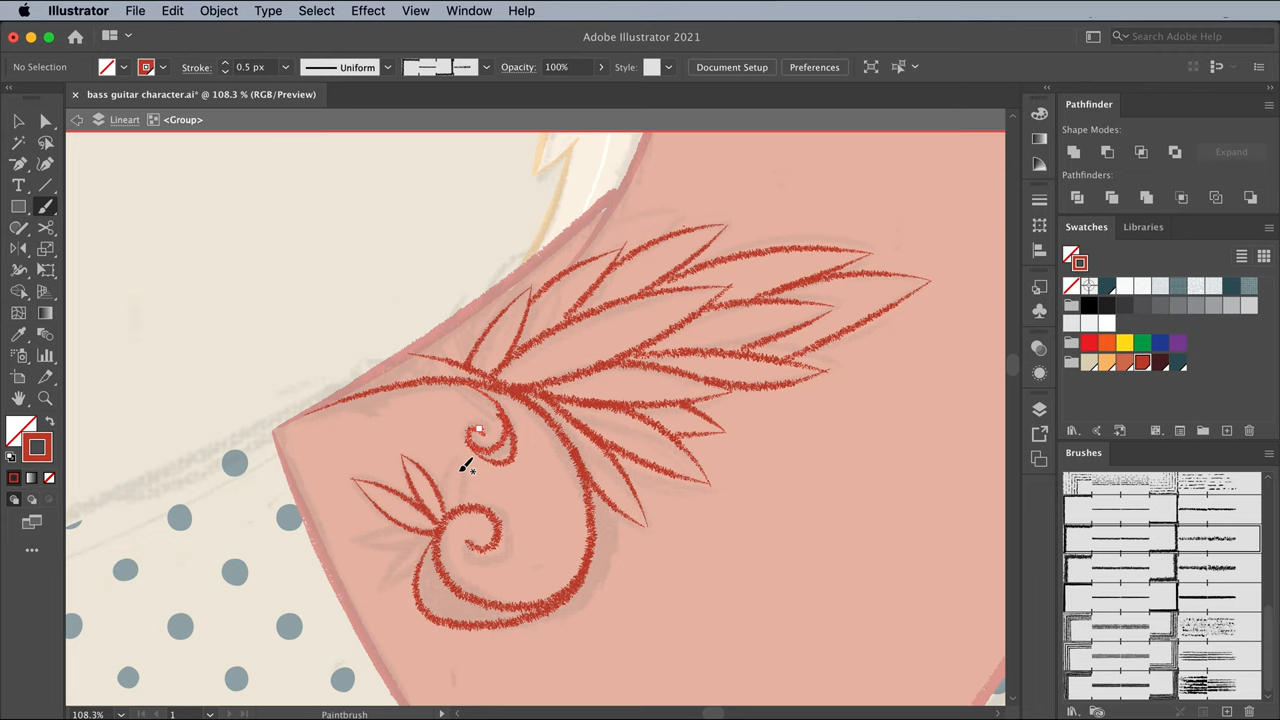 Illustrator File Edit Object Type Select Effect View Window Help
Adobe Illustrator 2021
Search Adobe Help
No Selection Stroke: 0.5 px Uniform Opacity: 100% Style: Document Setup Preferences
× bass guitar character.ai* @ 108.3 % (RGB/Preview)
Lineart <Group>
Pathfinder
Shape Modes:
Expand
Pathfinders:
Swatches Libraries
Brushes
108.3% 1 Paintbrush